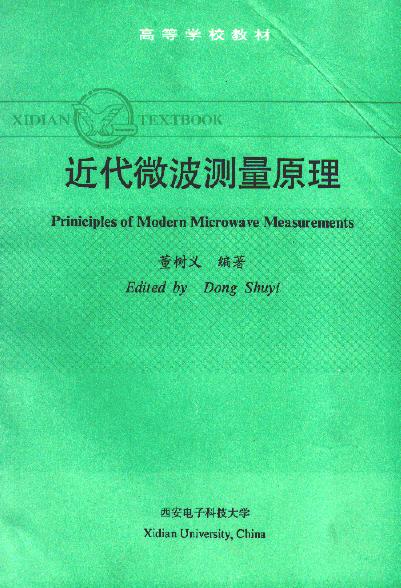 高等学校教材
XIDIAN TEXTBOOK
近代微波测量原理
Priniciples of Modern Microwave Measurements
董树义 编著
Edited by Dong Shuyi
西安电子科技大学
Xidian University, China